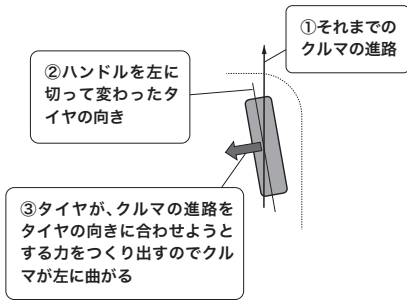 ①それまでの
クルマの進路
②ハンドルを左に
切って変わったタ
イヤの向き
③タイヤが、クルマの進路を
タイヤの向きに合わせようと
する力をつくり出すのでクル
マが左に曲がる